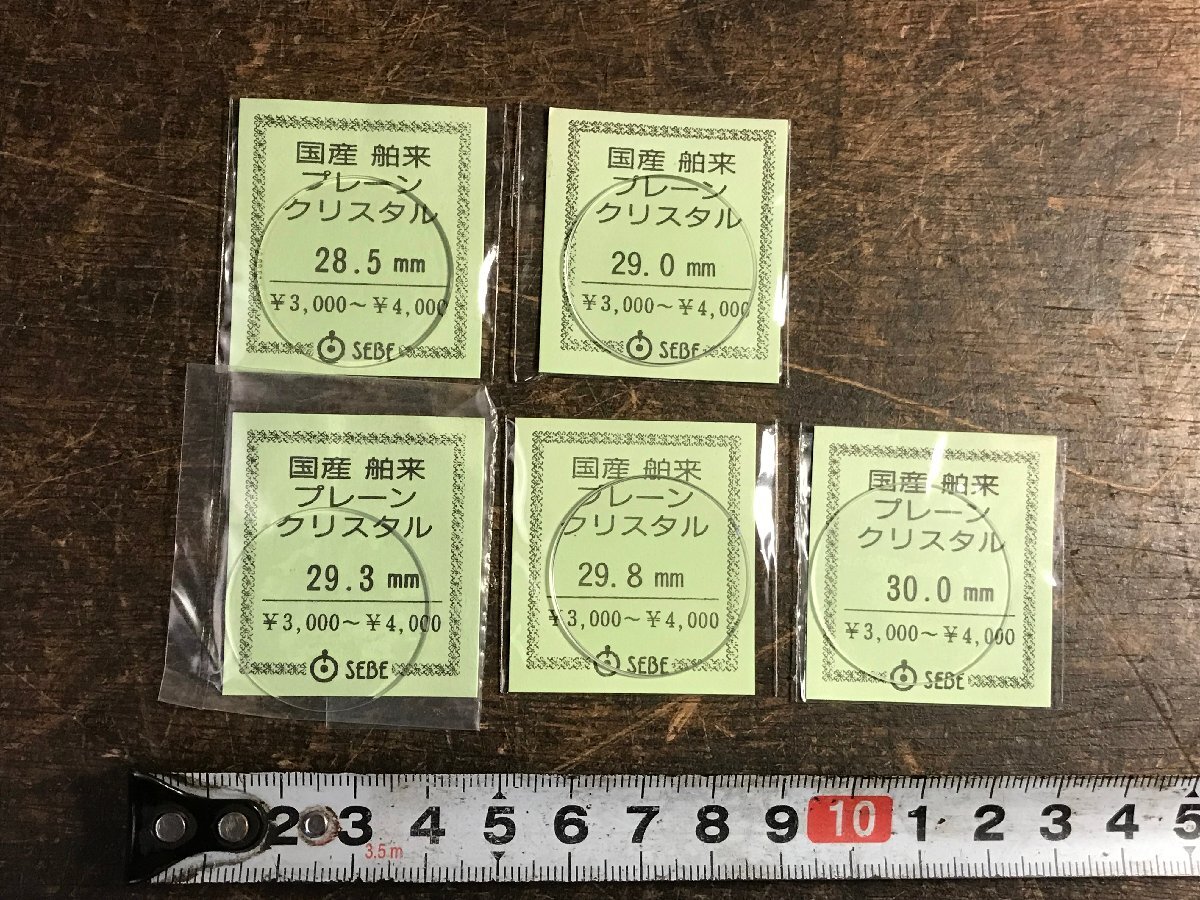 国産 舶来
プレーン
クリスタル
28.5 mm
¥3,000～¥4,000
SEBE
国産 舶来
プレーン
クリスタル
29.0 mm
¥3,000～¥4,000
SEBE
国産 舶来
プレーン
クリスタル
29.3 mm
¥3,000～¥4,000
SEBE
国産 舶来
プレーン
クリスタル
29.8 mm
¥3,000～¥4,000
SEBE
国産 舶来
プレーン
クリスタル
30.0 mm
¥3,000～¥4,000
SEBE
2 3 4 5 6 7 8 9 10 1 2 3 4 5
3.5m